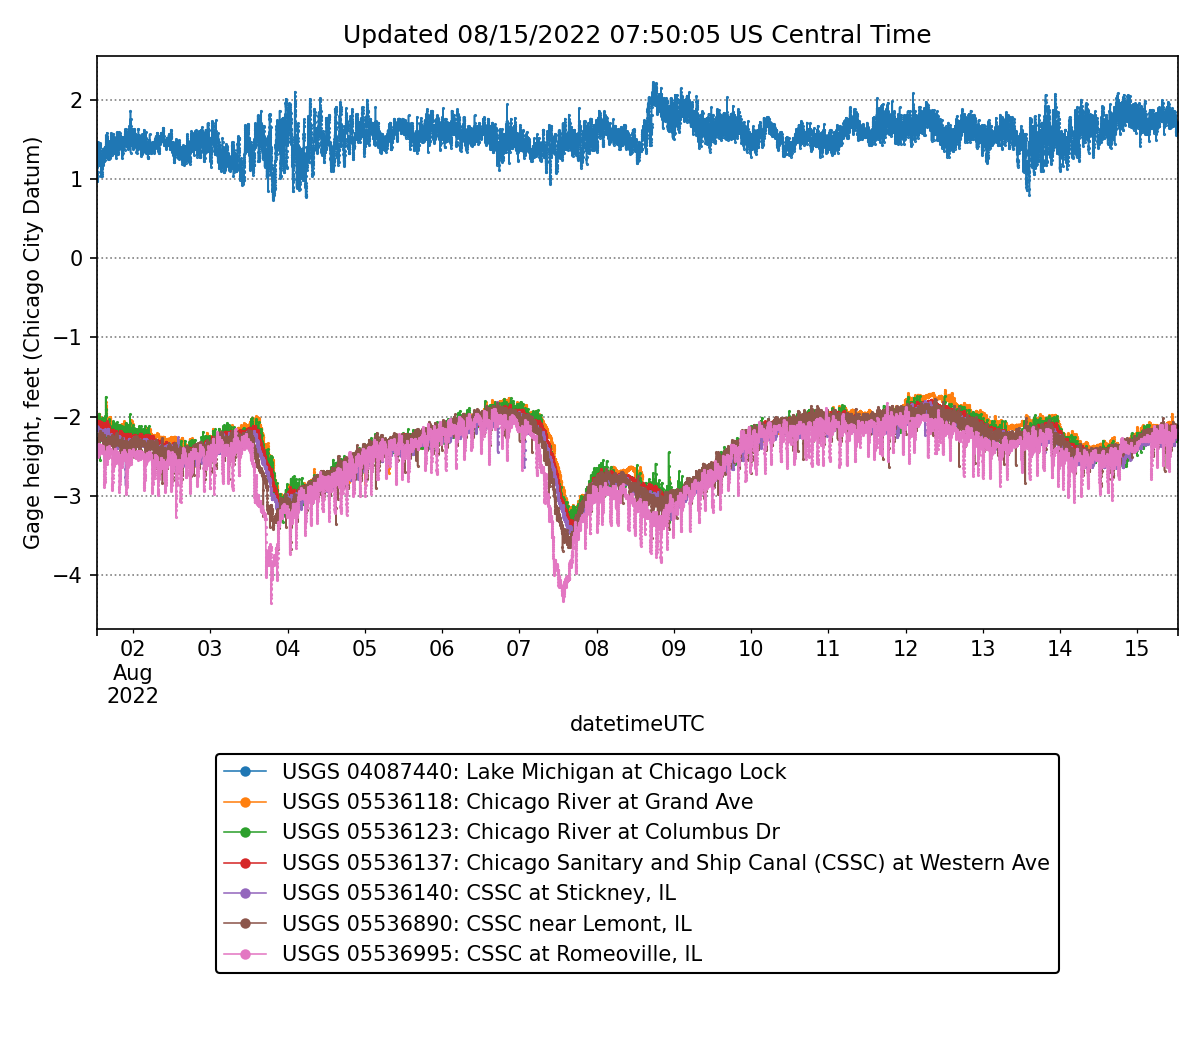 Updated 08/15/2022 07:50:05 US Central Time
Gage height, feet (Chicago City Datum)
2
1
0
−1
−2
−3
−4
02 03 04 05 06 07 08 09 10 11 12 13 14 15
Aug
2022
datetimeUTC
USGS 04087440: Lake Michigan at Chicago Lock
USGS 05536118: Chicago River at Grand Ave
USGS 05536123: Chicago River at Columbus Dr
USGS 05536137: Chicago Sanitary and Ship Canal (CSSC) at Western Ave
USGS 05536140: CSSC at Stickney, IL
USGS 05536890: CSSC near Lemont, IL
USGS 05536995: CSSC at Romeoville, IL